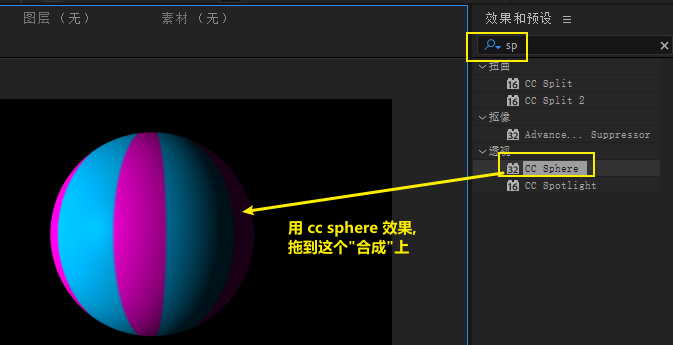 图层（无）
素材（无）
效果和预设
sp
扭曲
16 CC Split
16 CC Split 2
抠像
32 Advance... Suppressor
透视
32 CC Sphere
16 CC Spotlight
用 cc sphere 效果,
拖到这个"合成"上